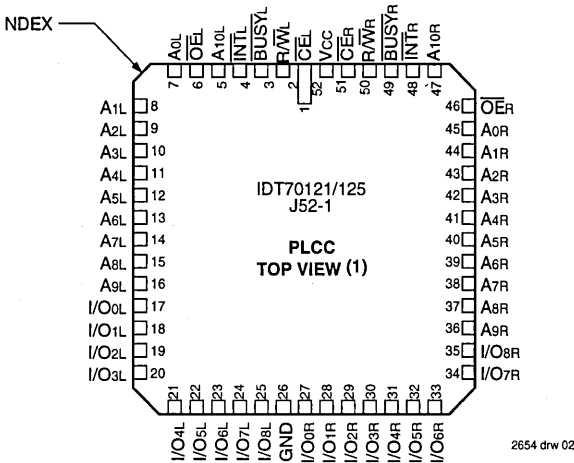 NDEX
A0L
OEL
A10L
INTL
BUSYL
R/WL
CEL
VCC
CER
R/WR
BUSYR
INTR
A10R
7 6 5 4 3 2 1 52 51 50 49 48 47
A1L 8
A2L 9
A3L 10
A4L 11
A5L 12
A6L 13
A7L 14
A8L 15
A9L 16
I/O0L 17
I/O1L 18
I/O2L 19
I/O3L 20
IDT70121/125
J52-1
PLCC
TOP VIEW (1)
46 OER
45 A0R
44 A1R
43 A2R
42 A3R
41 A4R
40 A5R
39 A6R
38 A7R
37 A8R
36 A9R
35 I/O8R
34 I/O7R
21 22 23 24 25 26 27 28 29 30 31 32 33
I/O4L
I/O5L
I/O6L
I/O7L
I/O8L
GND
I/O0R
I/O1R
I/O2R
I/O3R
I/O4R
I/O5R
I/O6R
2654 drw 02